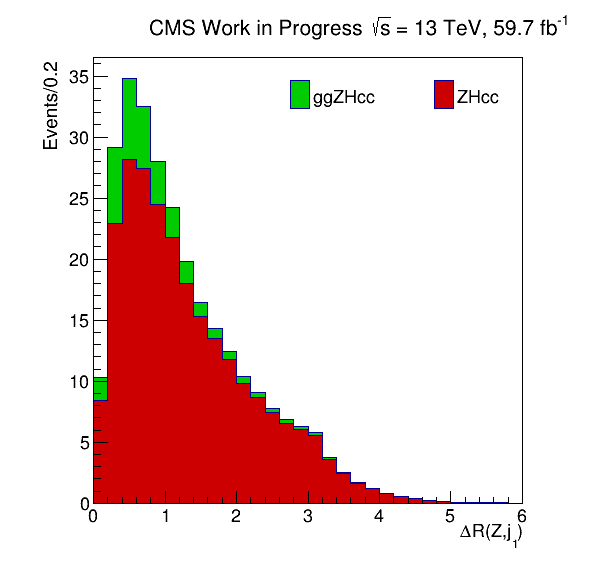 CMS Work in Progress √s = 13 TeV, 59.7 fb⁻¹
Events/0.2
ggZHcc ZHcc
35
30
25
20
15
10
5
0
0 1 2 3 4 5 6
ΔR(Z,j₁)